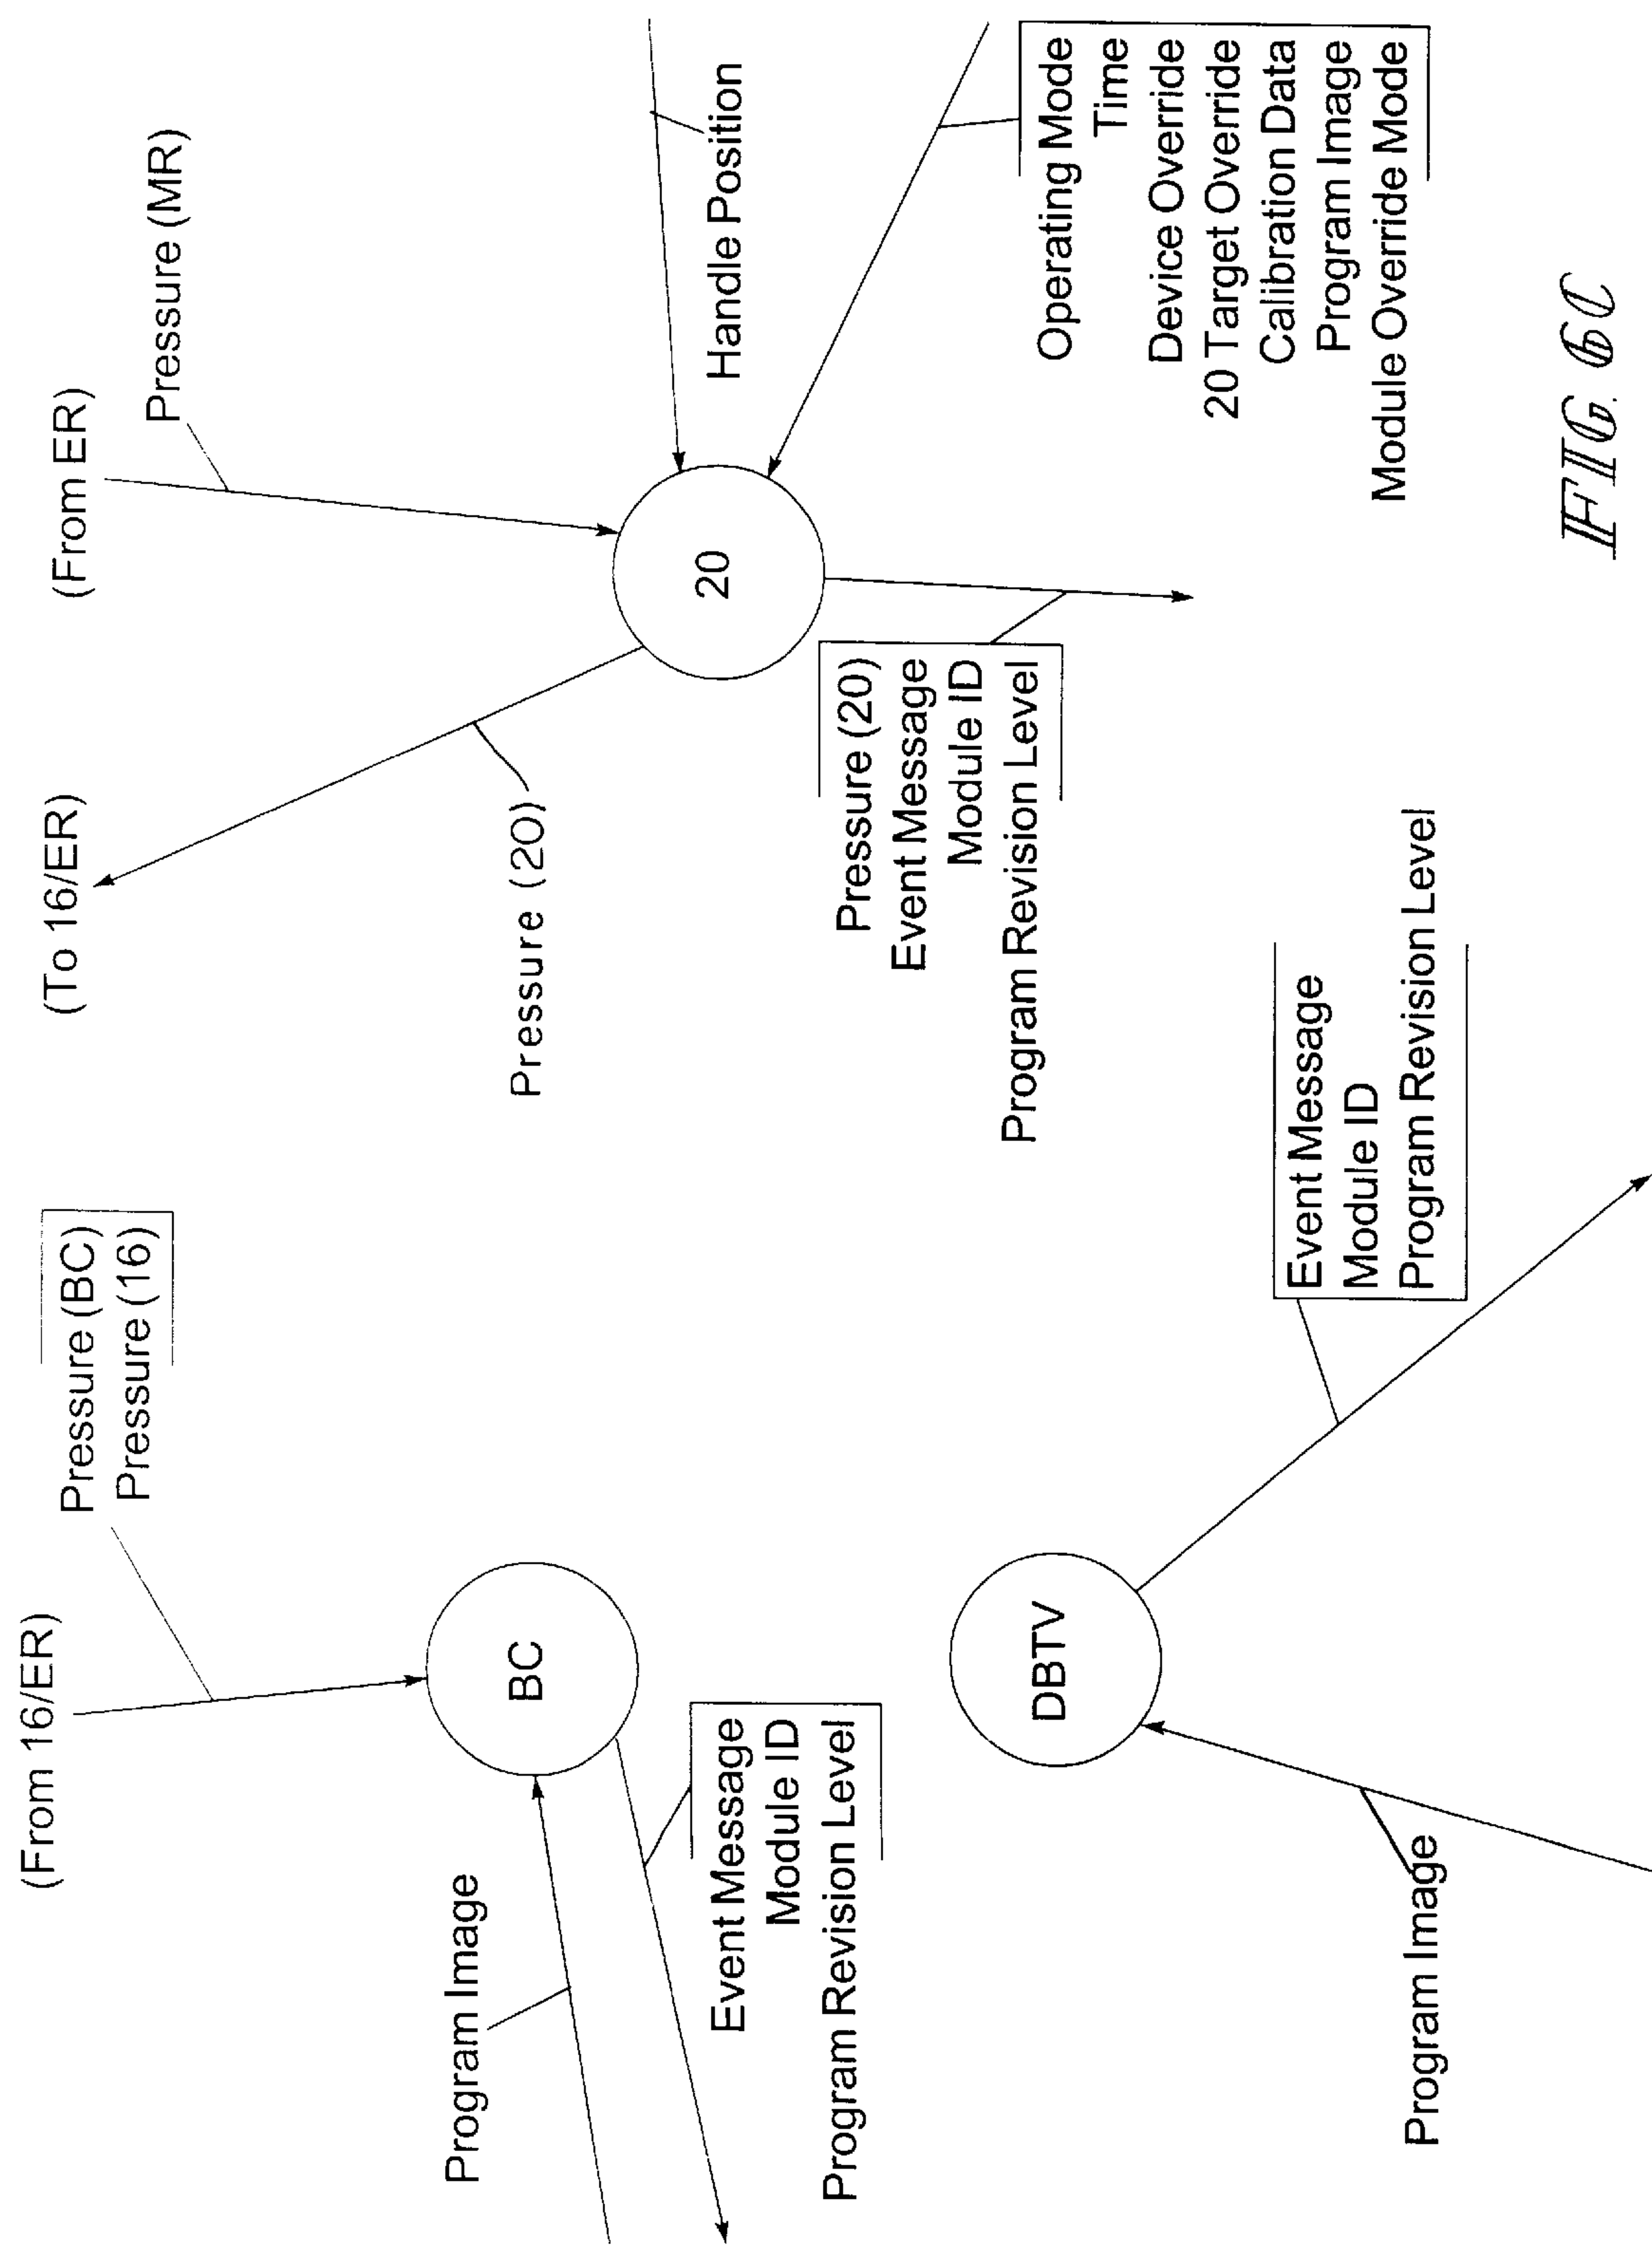 (From 16/ER)
Pressure (BC)
Pressure (16)
Program Image
BC
Event Message
Module ID
Program Revision Level
DBTV
Program Image
Event Message
Module ID
Program Revision Level
(To 16/ER)
(From ER)
Pressure (MR)
Pressure (20)
20
Handle Position
Pressure (20)
Event Message
Module ID
Program Revision Level
Operating Mode
Time
Device Override
20 Target Override
Calibration Data
Program Image
Module Override Mode
FIG. 6C